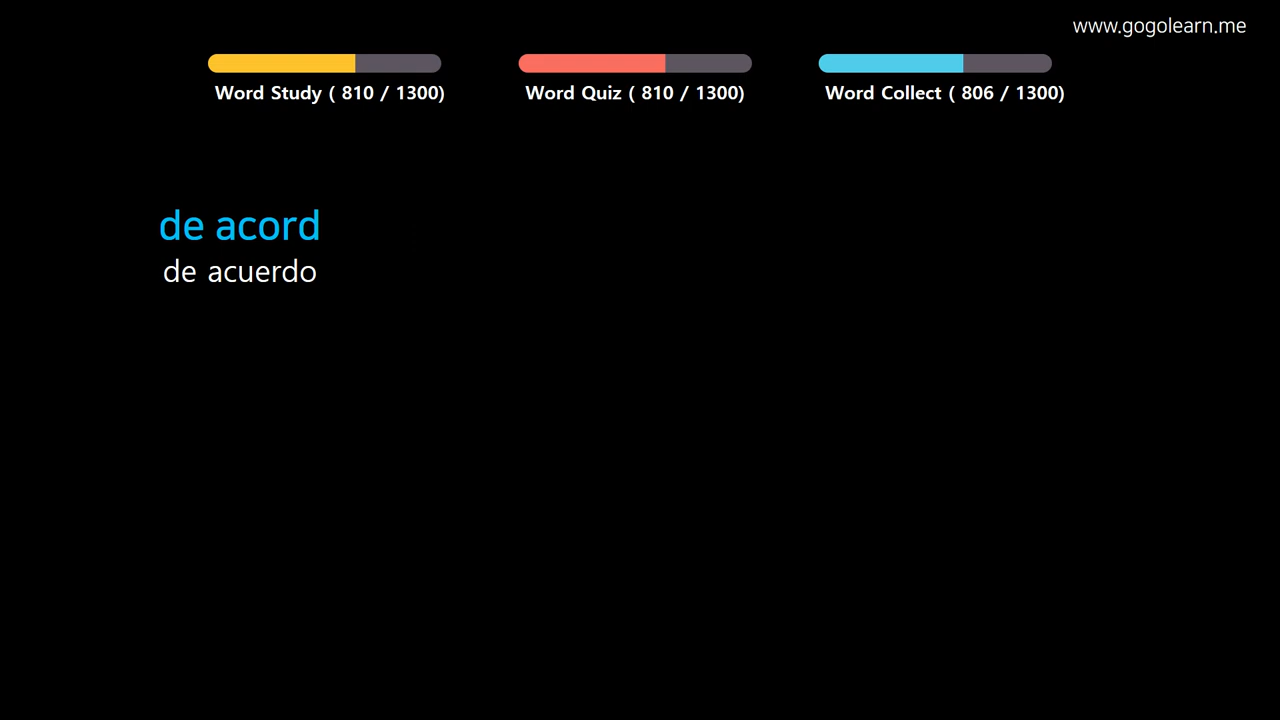 www.gogolearn.me
Word Study ( 810 / 1300)
Word Quiz ( 810 / 1300)
Word Collect ( 806 / 1300)
de acord
de acuerdo